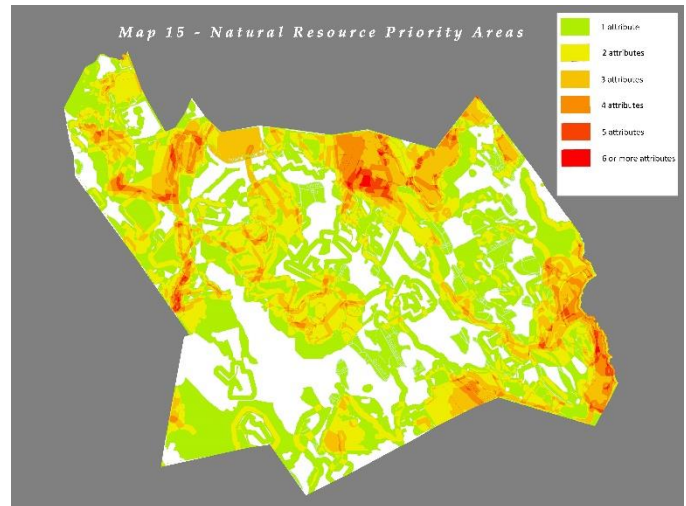 Map 15 - Natural Resource Priority Areas
1 attribute
2 attributes
3 attributes
4 attributes
5 attributes
6 or more attributes